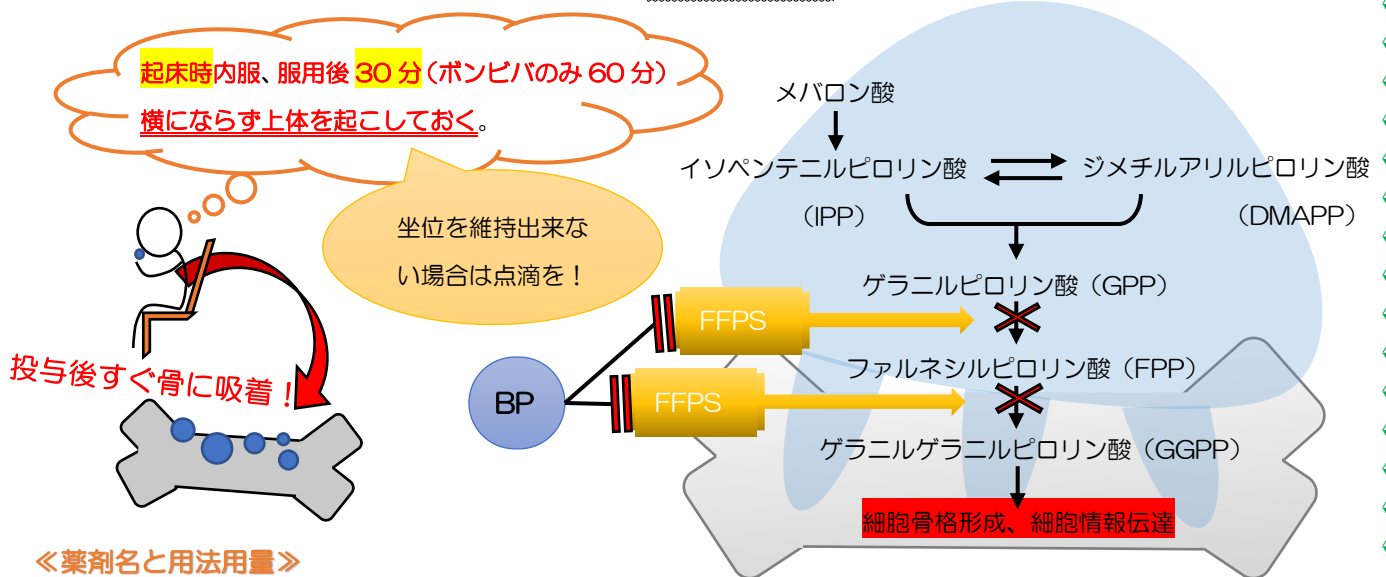 起床時内服、服用後 30 分（ボンビバのみ 60 分）
横にならず上体を起こしておく。
坐位を維持出来な
い場合は点滴を！
投与後すぐ骨に吸着！
≪薬剤名と用法用量≫
メバロン酸
イソペンテニルピロリン酸
（IPP）
ジメチルアリルピロリン酸
（DMAPP）
ゲラニルピロリン酸（GPP）
FFPS
ファルネシルピロリン酸（FPP）
BP
FFPS
ゲラニルゲラニルピロリン酸（GGPP）
細胞骨格形成、細胞情報伝達